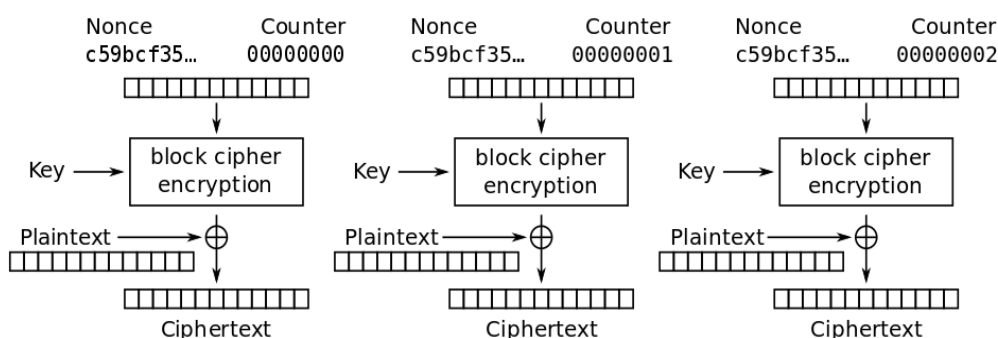 Nonce Counter Nonce Counter Nonce Counter
c59bcf35… 00000000 c59bcf35… 00000001 c59bcf35… 00000002
block cipher block cipher block cipher
Key Key Key
encryption encryption encryption
Plaintext Plaintext Plaintext
Ciphertext Ciphertext Ciphertext